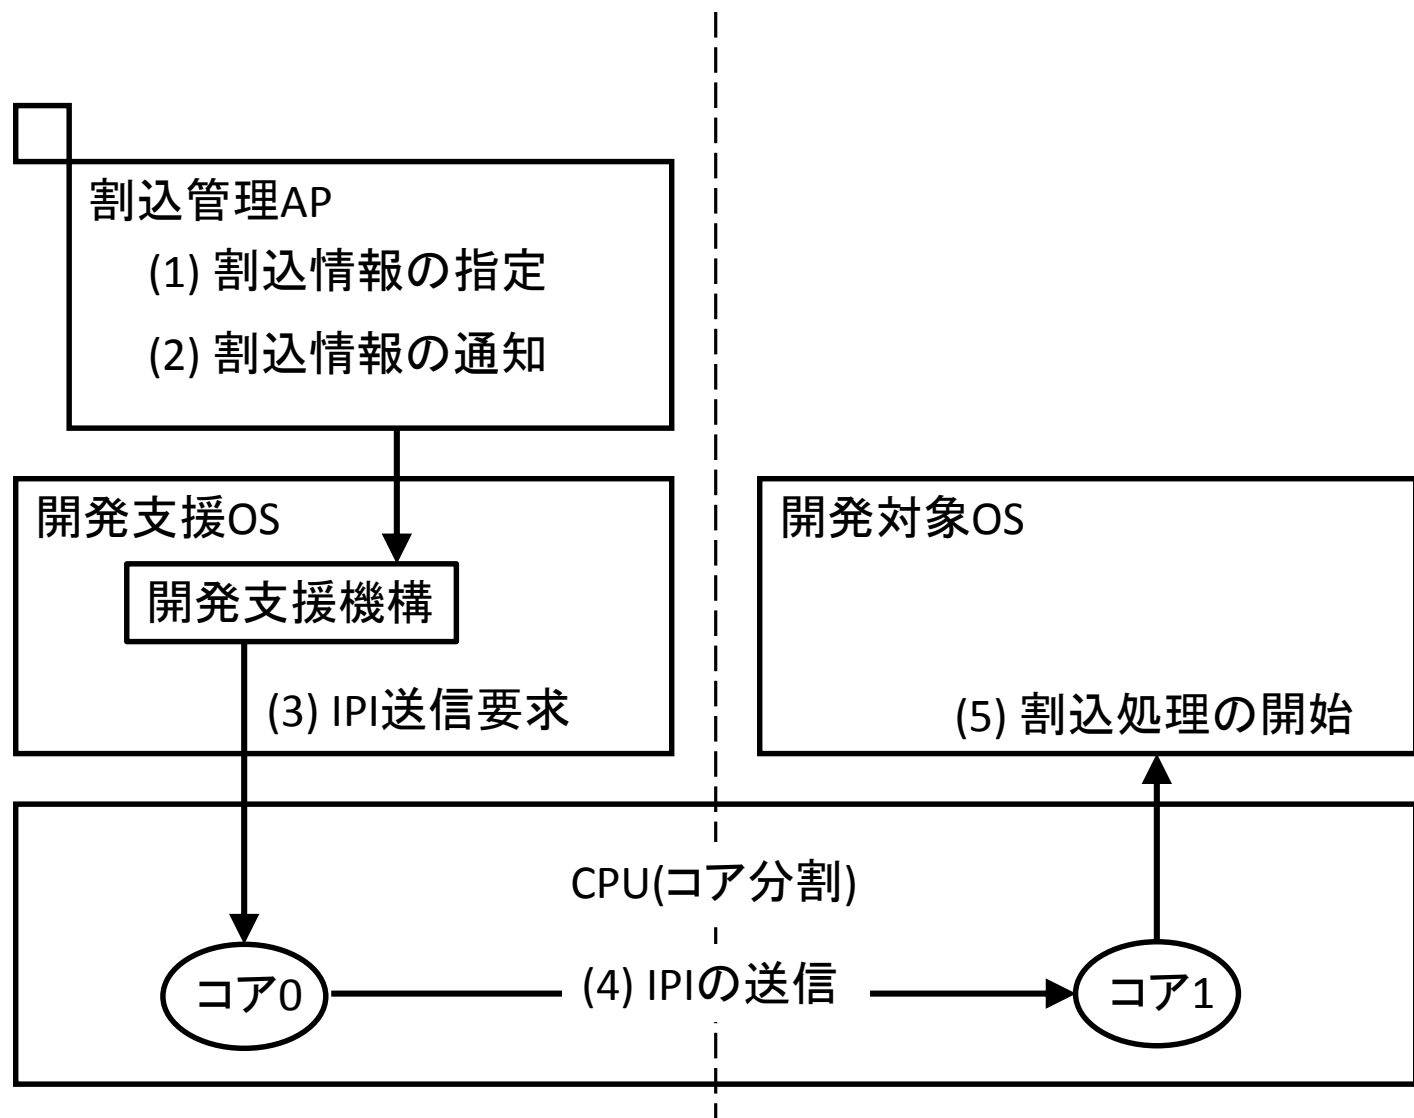 割込管理AP
(1) 割込情報の指定
(2) 割込情報の通知
開発支援OS
開発支援機構
(3) IPI送信要求
開発対象OS
(5) 割込処理の開始
CPU(コア分割)
コア0
(4) IPIの送信
コア1